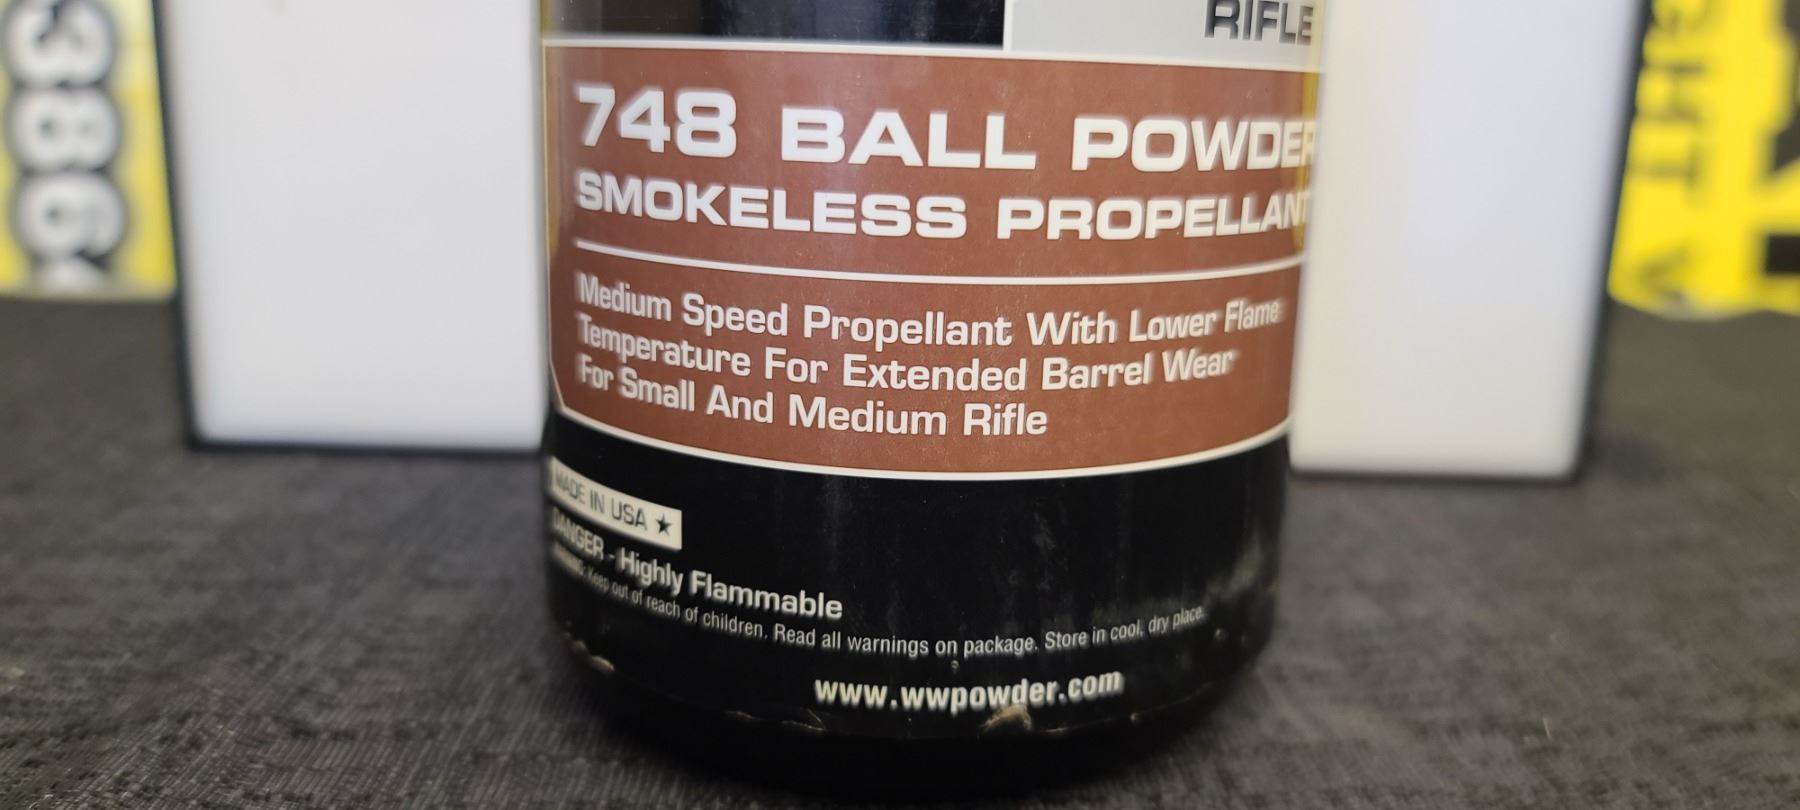 RIFLE
748 BALL POWDER
SMOKELESS PROPELLANT
Medium Speed Propellant With Lower Flame
Temperature For Extended Barrel Wear
For Small And Medium Rifle
MADE IN USA
DANGER - Highly Flammable
WARNING: Keep out of reach of children. Read all warnings on package. Store in cool, dry place.
www.wwpowder.com
386